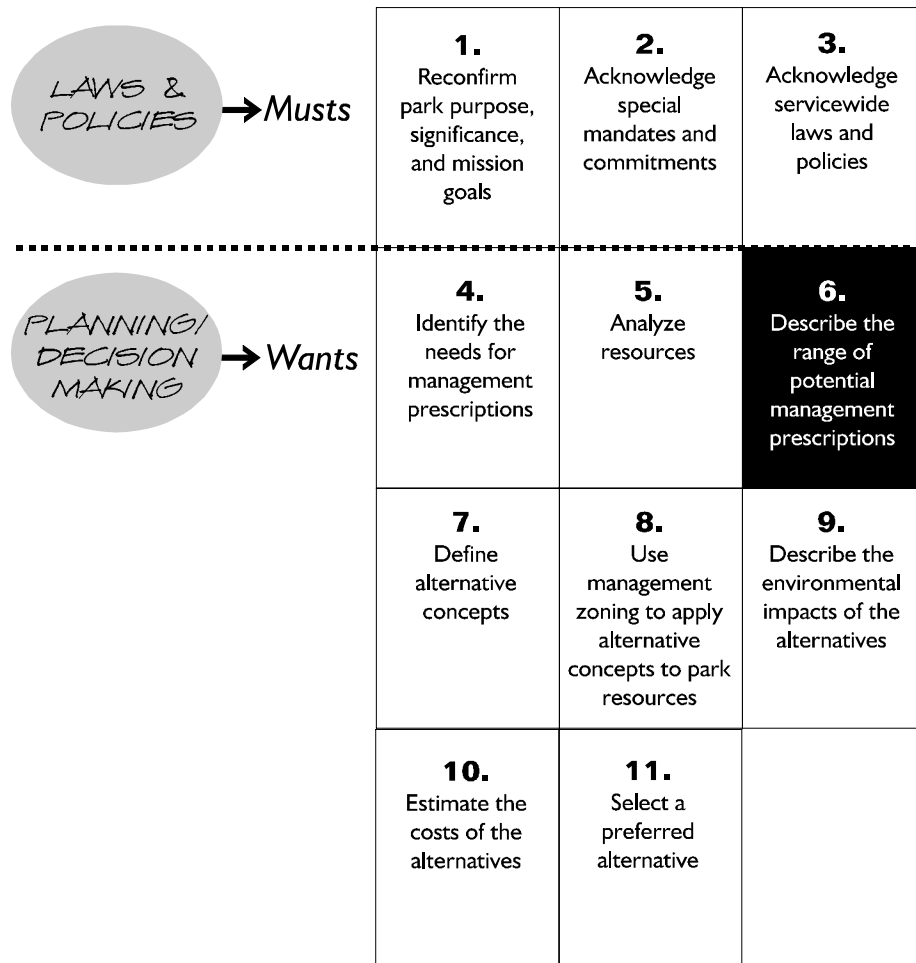 LAWS &
POLICIES
Musts
1.
Reconfirm
park purpose,
significance,
and mission
goals
2.
Acknowledge
special
mandates and
commitments
3.
Acknowledge
servicewide
laws and
policies
PLANNING/
DECISION
MAKING
Wants
4.
Identify the
needs for
management
prescriptions
5.
Analyze
resources
6.
Describe the
range of
potential
management
prescriptions
7.
Define
alternative
concepts
8.
Use
management
zoning to apply
alternative
concepts to park
resources
9.
Describe the
environmental
impacts of the
alternatives
10.
Estimate the
costs of the
alternatives
11.
Select a
preferred
alternative